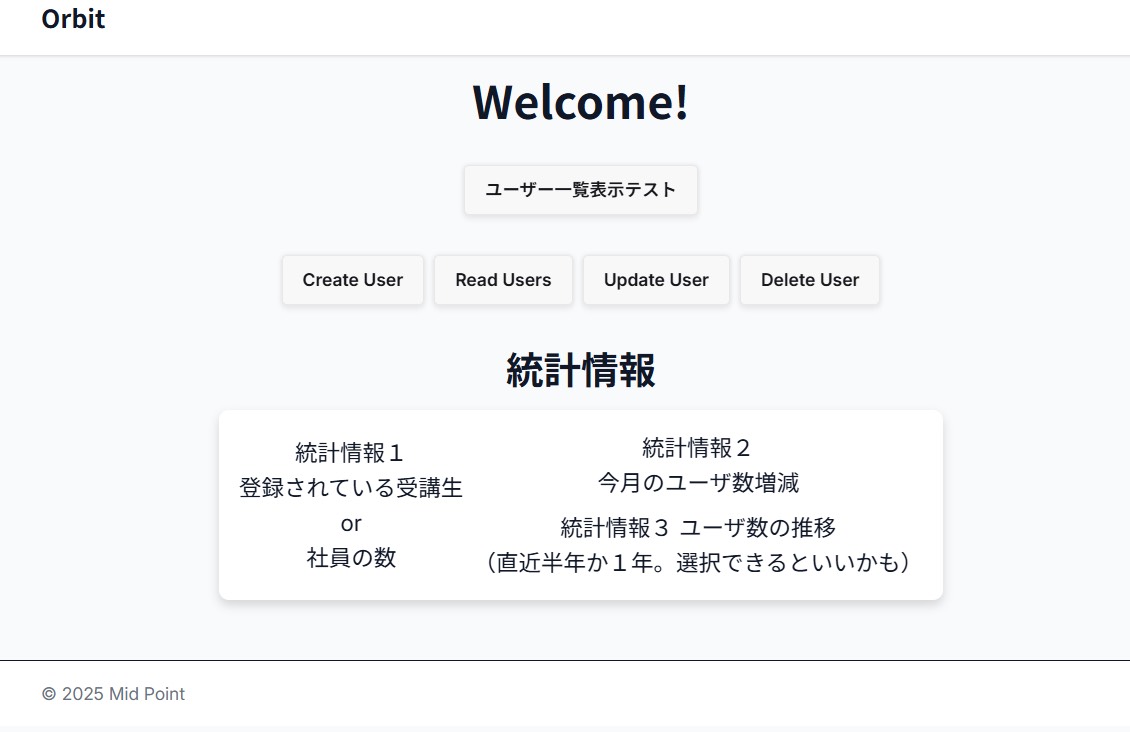 Orbit
Welcome!
ユーザー一覧表示テスト
Create User
Read Users
Update User
Delete User
統計情報
統計情報１
登録されている受講生
or
社員の数
統計情報２
今月のユーザ数増減
統計情報３ ユーザ数の推移
（直近半年か１年。選択できるといいかも）
© 2025 Mid Point